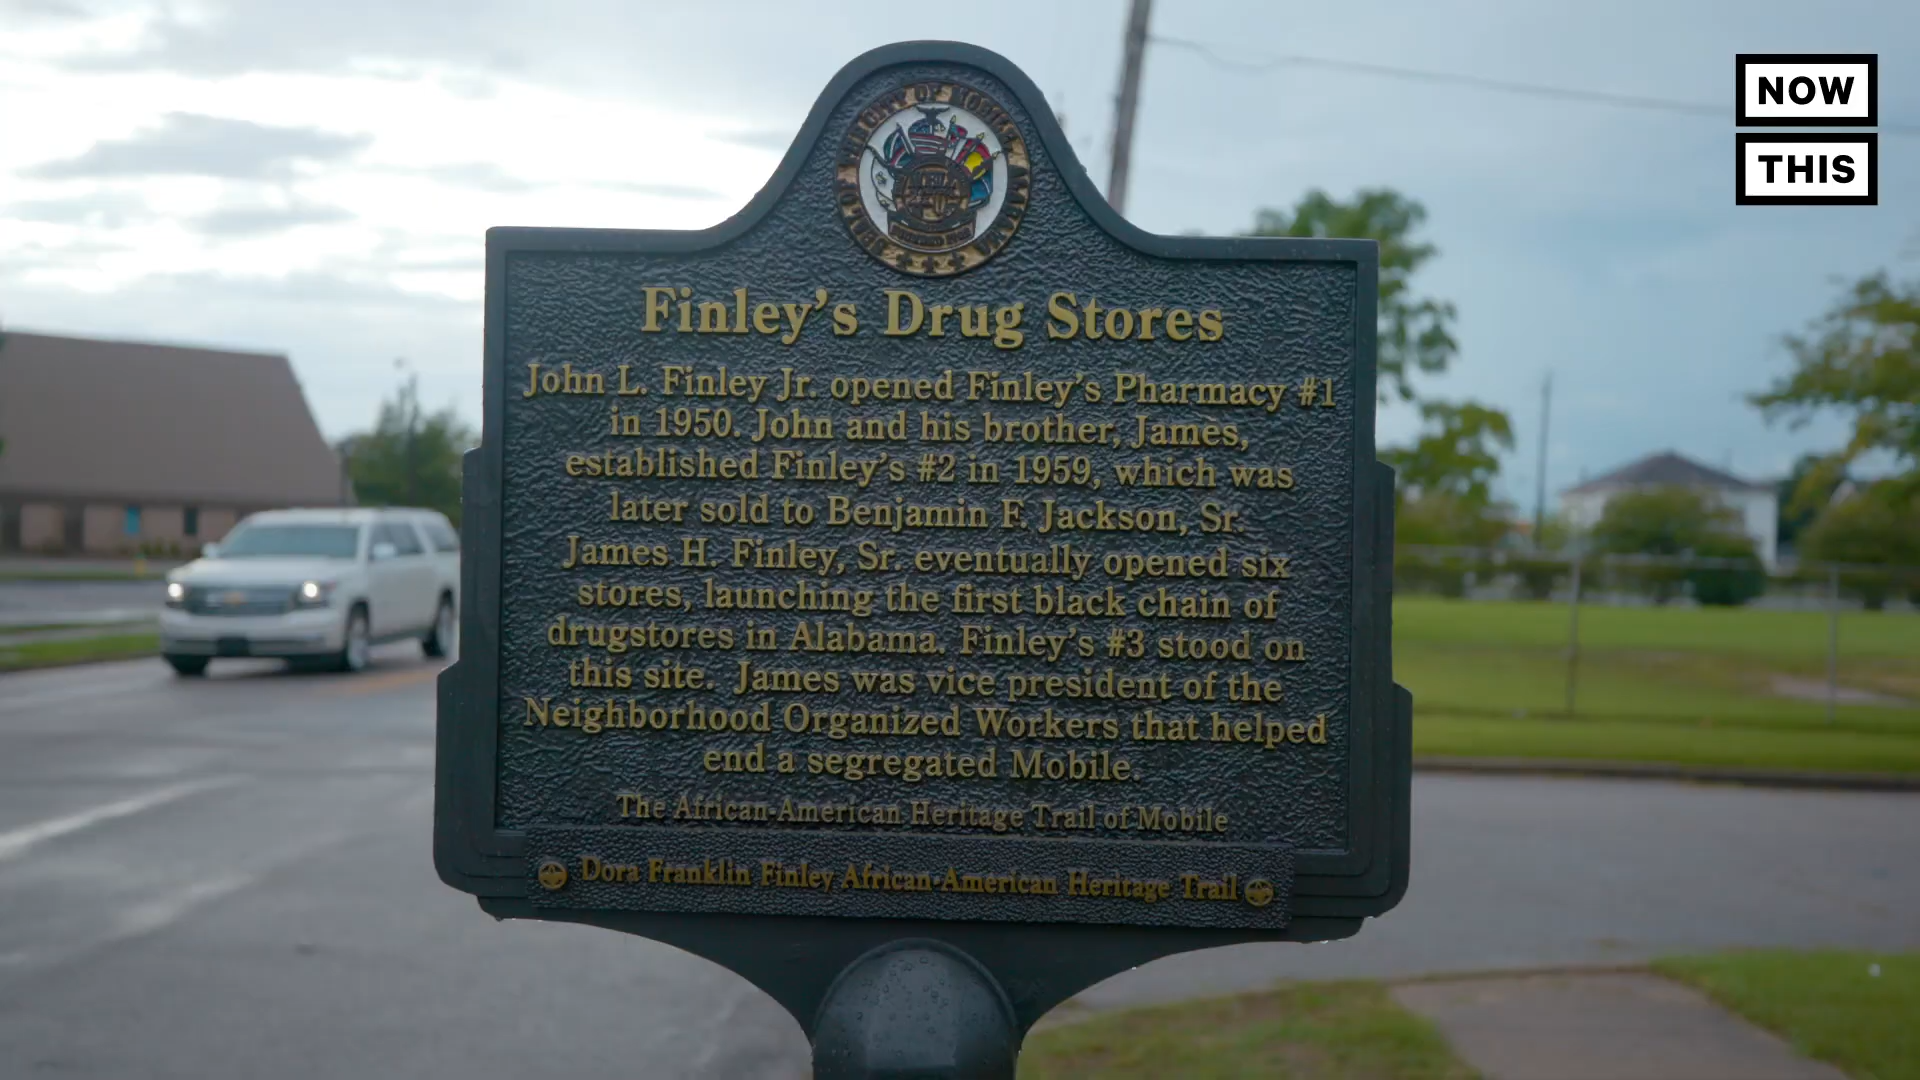 NOW
THIS
Finley's Drug Stores
John L. Finley Jr. opened Finley's Pharmacy #1
in 1950. John and his brother, James,
established Finley's #2 in 1959, which was
later sold to Benjamin F. Jackson, Sr.
James H. Finley, Sr. eventually opened six
stores, launching the first black chain of
drugstores in Alabama. Finley's #3 stood on
this site. James was vice president of the
Neighborhood Organized Workers that helped
end a segregated Mobile.
The African-American Heritage Trail of Mobile
Dora Franklin Finley African-American Heritage Trail